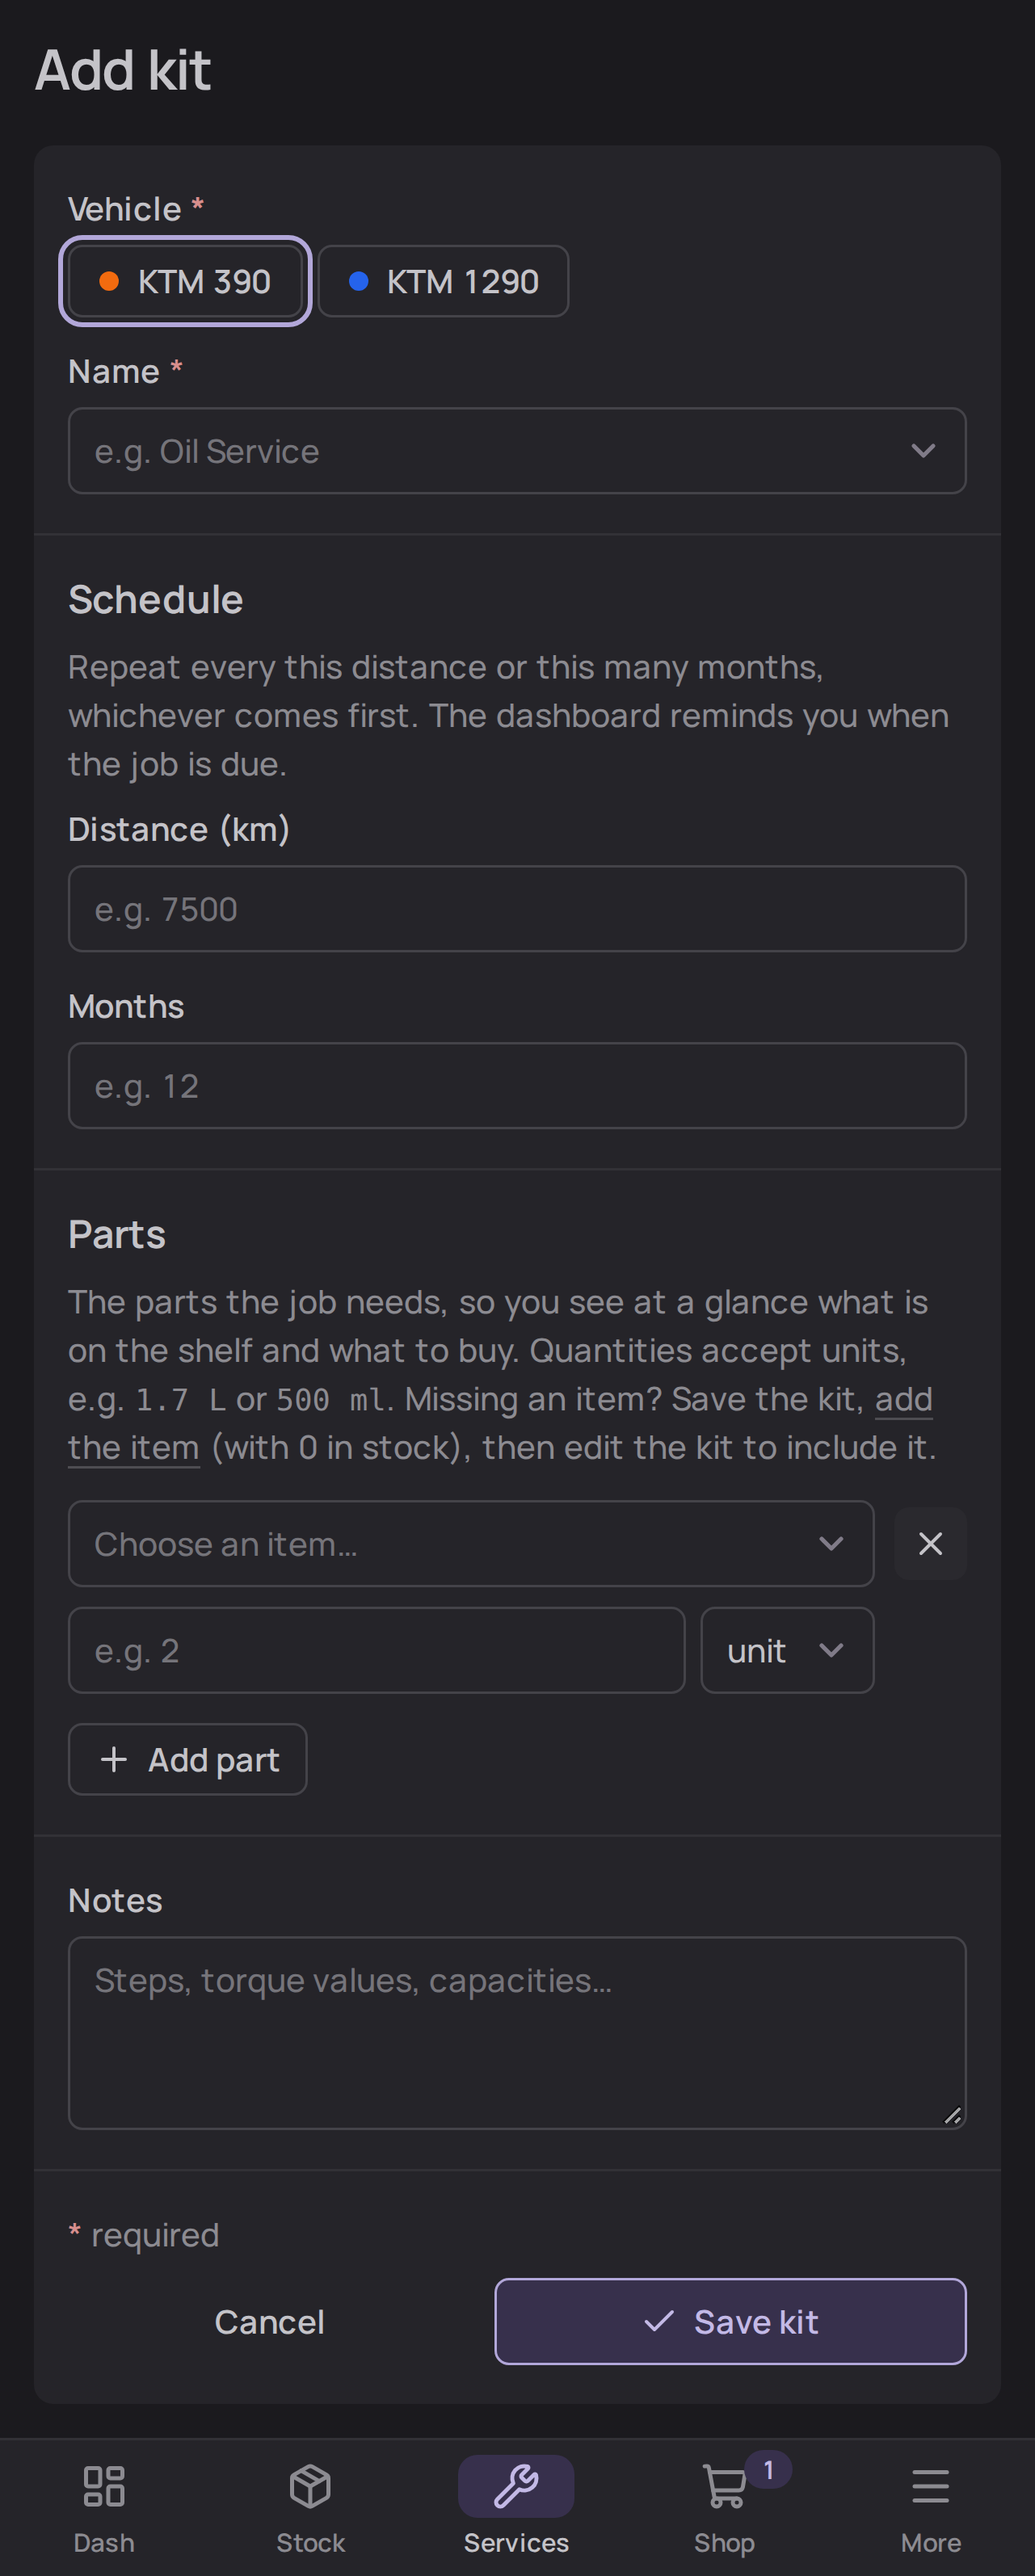 Add kit
Vehicle *
KTM 390 KTM 1290
Name *
e.g. Oil Service
Schedule
Repeat every this distance or this many months,
whichever comes first. The dashboard reminds you when
the job is due.
Distance (km)
e.g. 7500
Months
e.g. 12
Parts
The parts the job needs, so you see at a glance what is
on the shelf and what to buy. Quantities accept units,
e.g. 1.7 L or 500 ml. Missing an item? Save the kit, add
the item (with 0 in stock), then edit the kit to include it.
Choose an item…
e.g. 2 unit
Add part
Notes
Steps, torque values, capacities…
* required
Cancel Save kit
1
Dash Stock Services Shop More